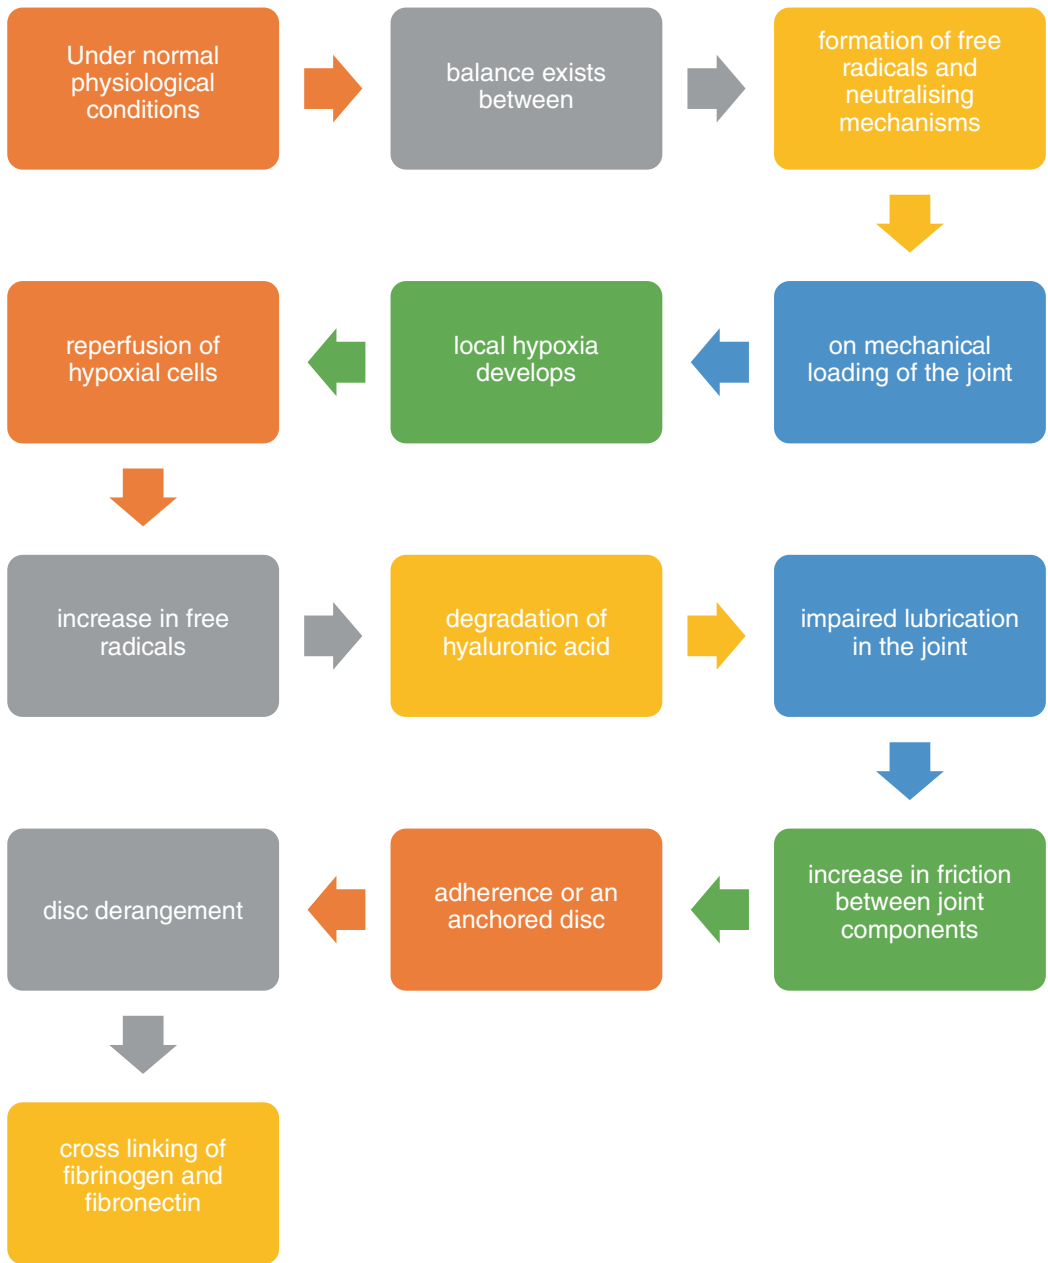 Under normal
physiological
conditions
balance exists
between
formation of free
radicals and
neutralising
mechanisms
on mechanical
loading of the joint
local hypoxia
develops
reperfusion of
hypoxial cells
increase in free
radicals
degradation of
hyaluronic acid
impaired lubrication
in the joint
increase in friction
between joint
components
adherence or an
anchored disc
disc derangement
cross linking of
fibrinogen and
fibronectin